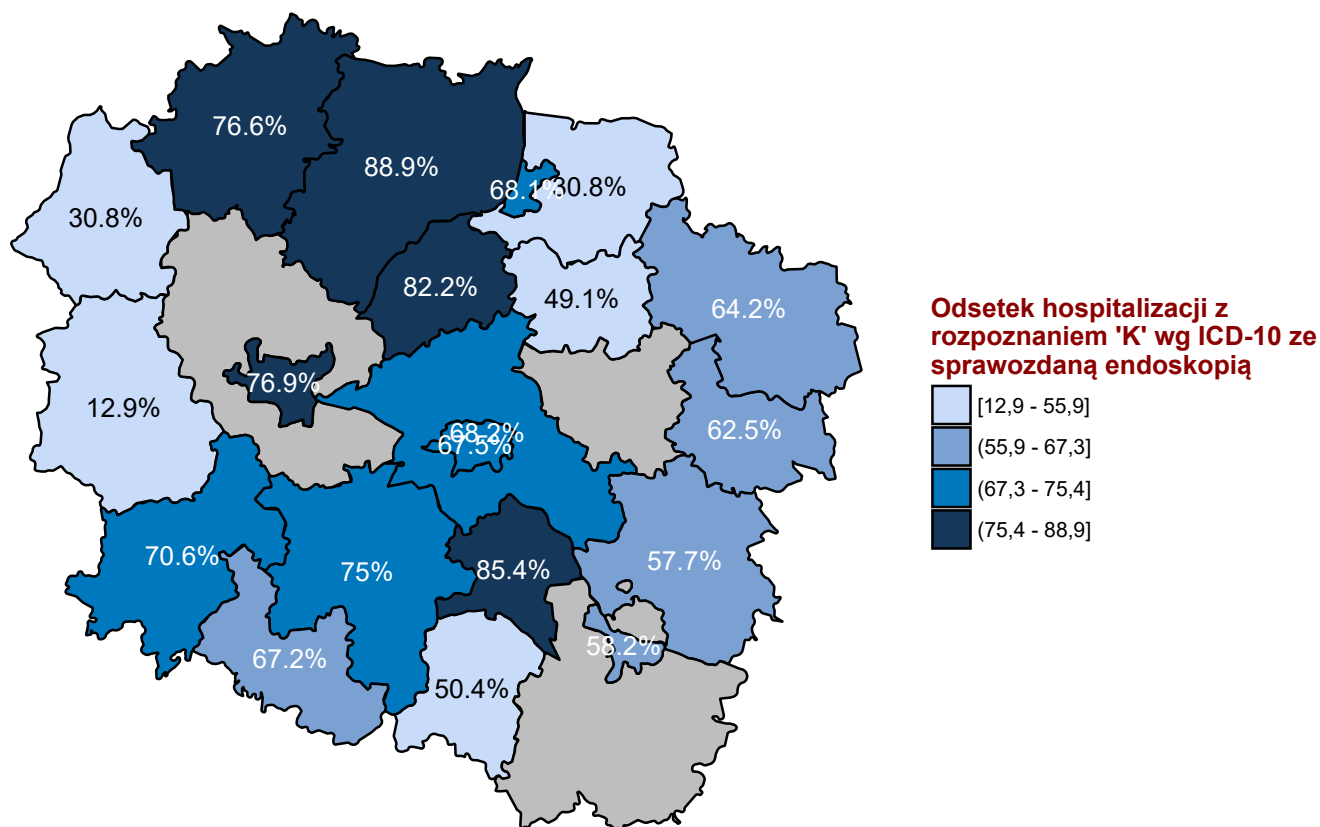 76.6%
88.9%
68.1%
30.8%
30.8%
82.2%
49.1%
64.2%
76.9%
12.9%
68.2%
67.5%
62.5%
70.6%
75%
85.4%
57.7%
58.2%
67.2%
50.4%
Odsetek hospitalizacji z
rozpoznaniem 'K' wg ICD-10 ze
sprawozdaną endoskopią
[12,9 - 55,9]
(55,9 - 67,3]
(67,3 - 75,4]
(75,4 - 88,9]